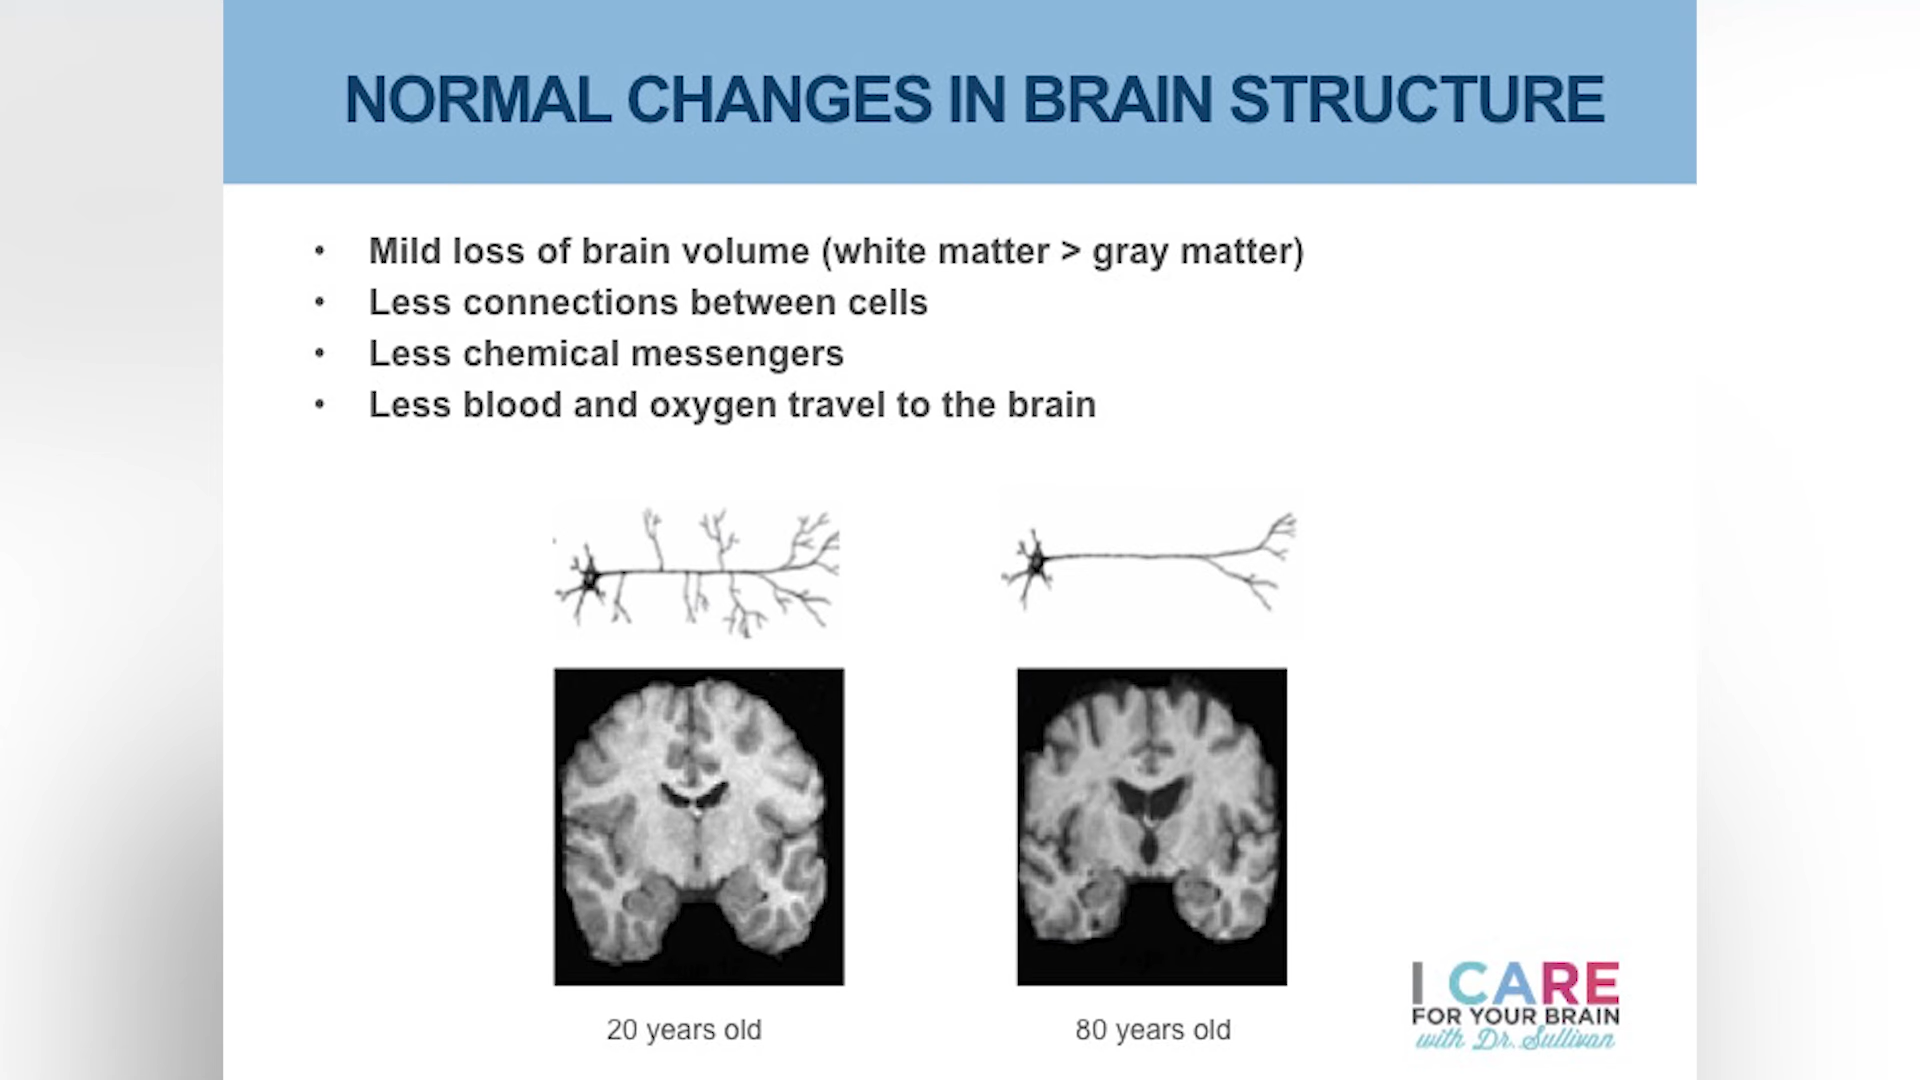 NORMAL CHANGES IN BRAIN STRUCTURE
• Mild loss of brain volume (white matter > gray matter)
• Less connections between cells
• Less chemical messengers
• Less blood and oxygen travel to the brain
20 years old
80 years old
I CARE
FOR YOUR BRAIN
with Dr. Sullivan